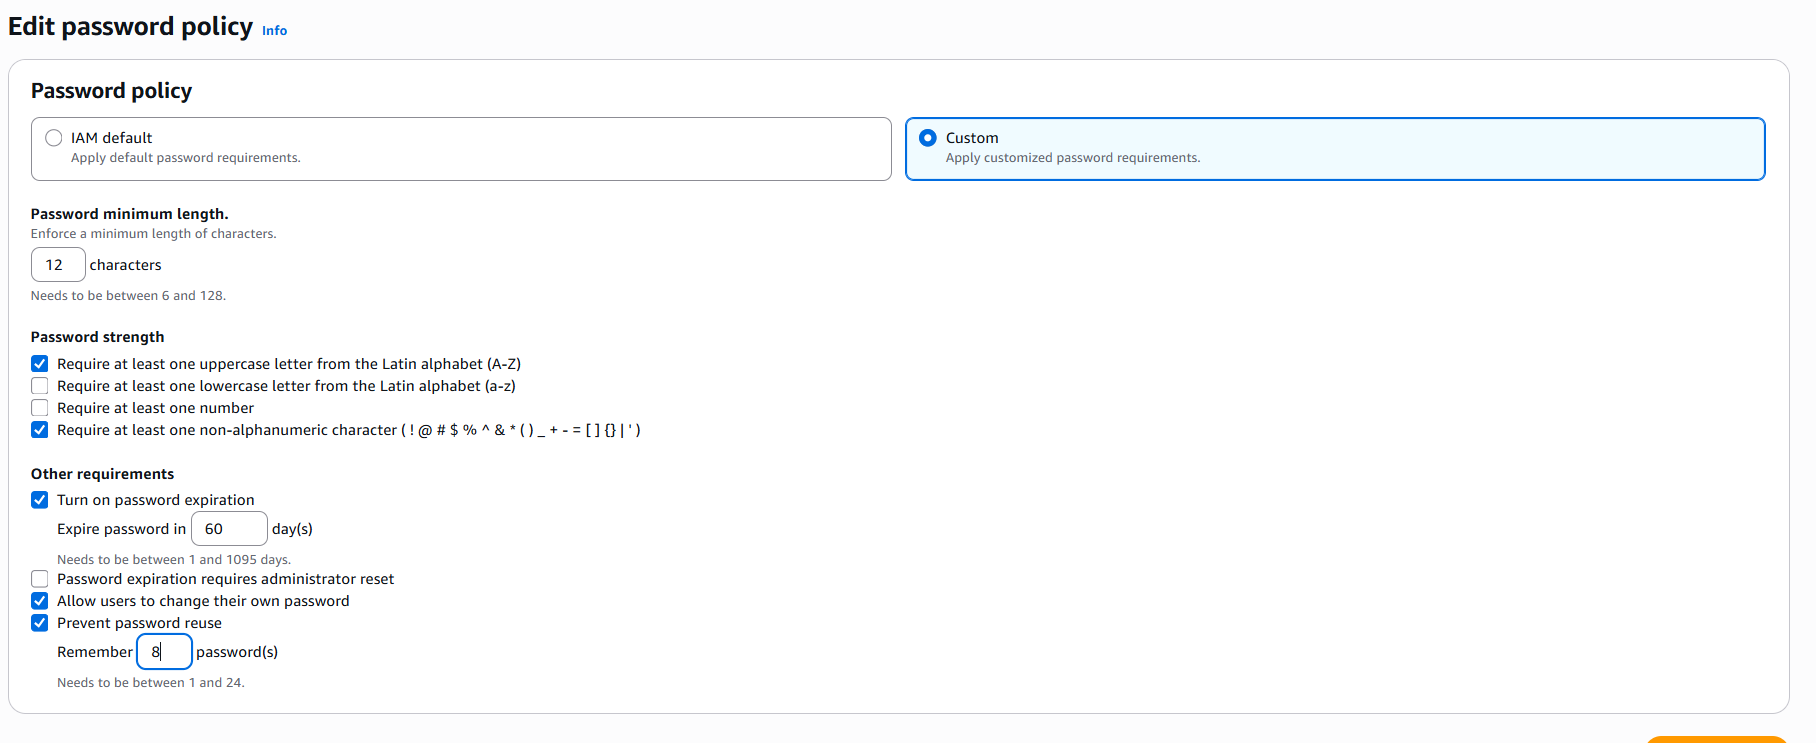 Edit password policy Info
Password policy
IAM default
Apply default password requirements.
Custom
Apply customized password requirements.
Password minimum length.
Enforce a minimum length of characters.
12 characters
Needs to be between 6 and 128.
Password strength
Require at least one uppercase letter from the Latin alphabet (A-Z)
Require at least one lowercase letter from the Latin alphabet (a-z)
Require at least one number
Require at least one non-alphanumeric character ( ! @ # $ % ^ & * ( ) _ + - = [ ] {} | ' )
Other requirements
Turn on password expiration
Expire password in 60 day(s)
Needs to be between 1 and 1095 days.
Password expiration requires administrator reset
Allow users to change their own password
Prevent password reuse
Remember 8 password(s)
Needs to be between 1 and 24.